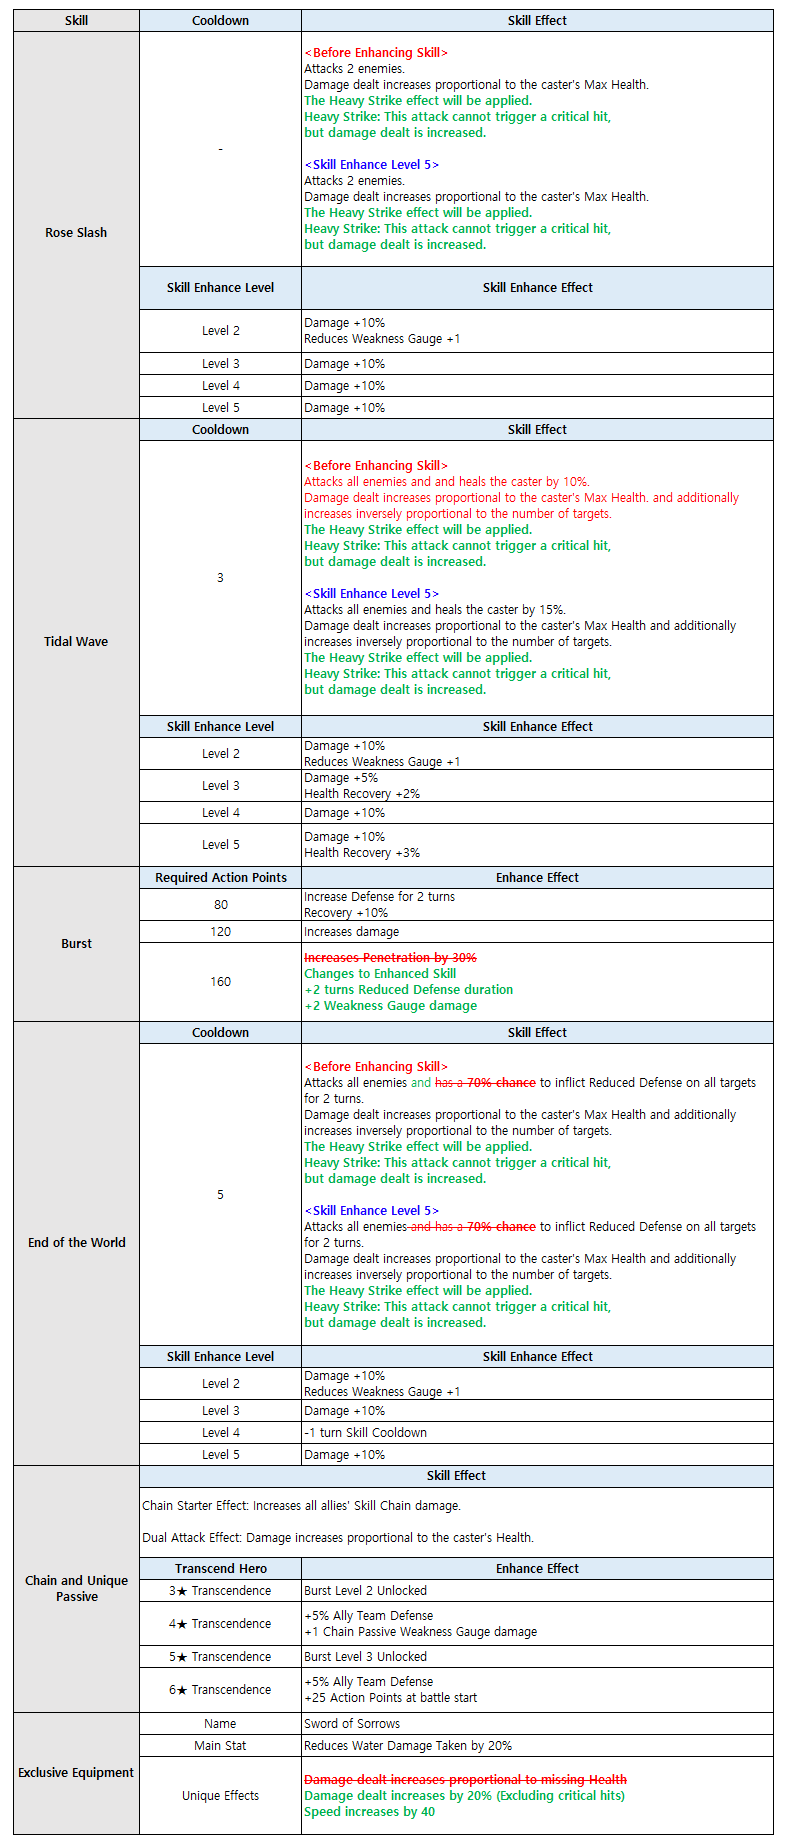 Skill Cooldown Skill Effect
Rose Slash
-
<Before Enhancing Skill>
Attacks 2 enemies.
Damage dealt increases proportional to the caster's Max Health.
The Heavy Strike effect will be applied.
Heavy Strike: This attack cannot trigger a critical hit,
but damage dealt is increased.
<Skill Enhance Level 5>
Attacks 2 enemies.
Damage dealt increases proportional to the caster's Max Health.
The Heavy Strike effect will be applied.
Heavy Strike: This attack cannot trigger a critical hit,
but damage dealt is increased.
Skill Enhance Level Skill Enhance Effect
Level 2
Damage +10%
Reduces Weakness Gauge +1
Level 3 Damage +10%
Level 4 Damage +10%
Level 5 Damage +10%
Tidal Wave
Cooldown Skill Effect
3
<Before Enhancing Skill>
Attacks all enemies and and heals the caster by 10%.
Damage dealt increases proportional to the caster's Max Health. and additionally
increases inversely proportional to the number of targets.
The Heavy Strike effect will be applied.
Heavy Strike: This attack cannot trigger a critical hit,
but damage dealt is increased.
<Skill Enhance Level 5>
Attacks all enemies and heals the caster by 15%.
Damage dealt increases proportional to the caster's Max Health and additionally
increases inversely proportional to the number of targets.
The Heavy Strike effect will be applied.
Heavy Strike: This attack cannot trigger a critical hit,
but damage dealt is increased.
Skill Enhance Level Skill Enhance Effect
Level 2
Damage +10%
Reduces Weakness Gauge +1
Level 3
Damage +5%
Health Recovery +2%
Level 4 Damage +10%
Level 5
Damage +10%
Health Recovery +3%
Burst
Required Action Points Enhance Effect
80
Increase Defense for 2 turns
Recovery +10%
120 Increases damage
160
Increases Penetration by 30%
Changes to Enhanced Skill
+2 turns Reduced Defense duration
+2 Weakness Gauge damage
End of the World
Cooldown Skill Effect
5
<Before Enhancing Skill>
Attacks all enemies and has a 70% chance to inflict Reduced Defense on all targets
for 2 turns.
Damage dealt increases proportional to the caster's Max Health and additionally
increases inversely proportional to the number of targets.
The Heavy Strike effect will be applied.
Heavy Strike: This attack cannot trigger a critical hit,
but damage dealt is increased.
<Skill Enhance Level 5>
Attacks all enemies and has a 70% chance to inflict Reduced Defense on all targets
for 2 turns.
Damage dealt increases proportional to the caster's Max Health and additionally
increases inversely proportional to the number of targets.
The Heavy Strike effect will be applied.
Heavy Strike: This attack cannot trigger a critical hit,
but damage dealt is increased.
Skill Enhance Level Skill Enhance Effect
Level 2
Damage +10%
Reduces Weakness Gauge +1
Level 3 Damage +10%
Level 4 -1 turn Skill Cooldown
Level 5 Damage +10%
Chain and Unique
Passive
Skill Effect
Chain Starter Effect: Increases all allies' Skill Chain damage.
Dual Attack Effect: Damage increases proportional to the caster's Health.
Transcend Hero Enhance Effect
3★ Transcendence Burst Level 2 Unlocked
4★ Transcendence
+5% Ally Team Defense
+1 Chain Passive Weakness Gauge damage
5★ Transcendence Burst Level 3 Unlocked
6★ Transcendence
+5% Ally Team Defense
+25 Action Points at battle start
Exclusive Equipment
Name Sword of Sorrows
Main Stat Reduces Water Damage Taken by 20%
Unique Effects
Damage dealt increases proportional to missing Health
Damage dealt increases by 20% (Excluding critical hits)
Speed increases by 40